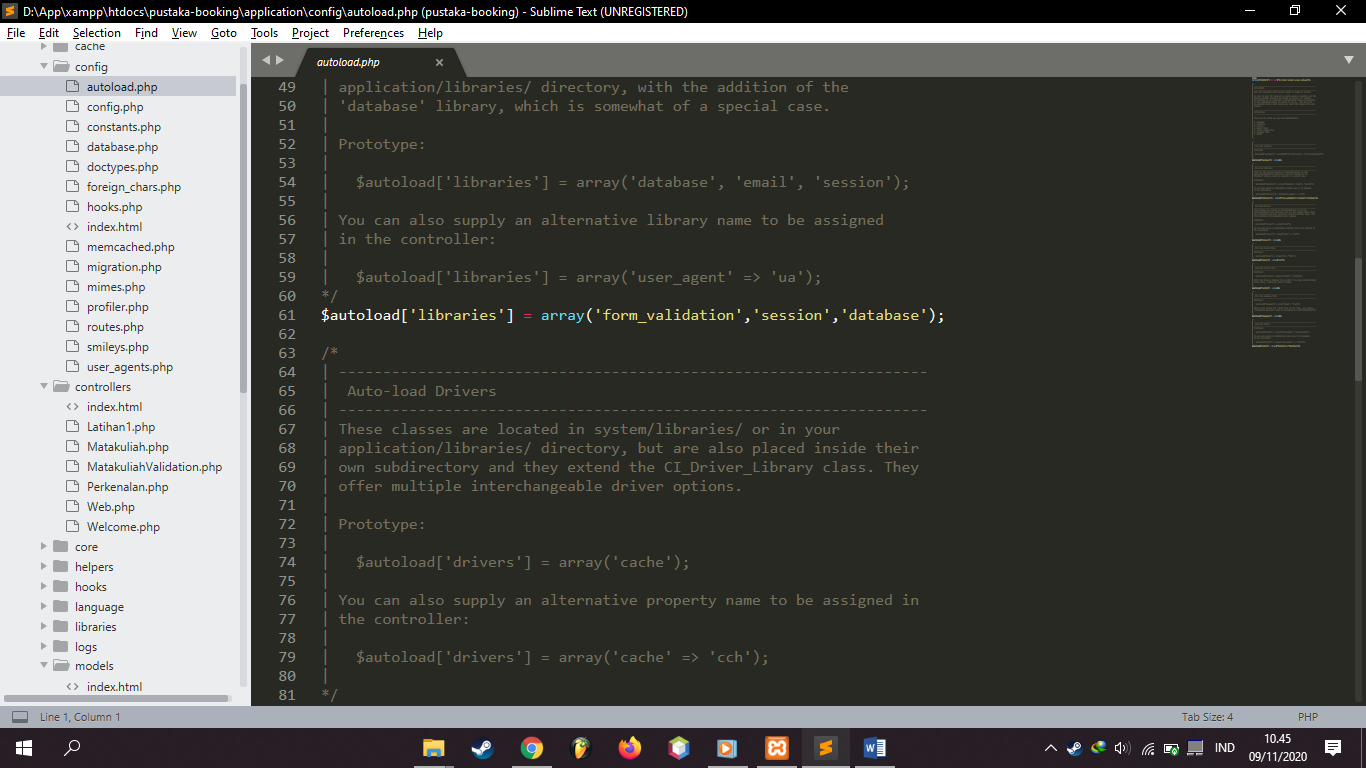 D:\App\xampp\htdocs\pustaka-booking\application\config\autoload.php (pustaka-booking) - Sublime Text (UNREGISTERED)
File Edit Selection Find View Goto Tools Project Preferences Help
cache
config
autoload.php
config.php
constants.php
database.php
doctypes.php
foreign_chars.php
hooks.php
index.html
memcached.php
migration.php
mimes.php
profiler.php
routes.php
smileys.php
user_agents.php
controllers
index.html
Latihan1.php
Matakuliah.php
MatakuliahValidation.php
Perkenalan.php
Web.php
Welcome.php
core
helpers
hooks
language
libraries
logs
models
index.html
autoload.php
49 | application/libraries/ directory, with the addition of the
50 | 'database' library, which is somewhat of a special case.
51 |
52 | Prototype:
53 |
54 |   $autoload['libraries'] = array('database', 'email', 'session');
55 |
56 | You can also supply an alternative library name to be assigned
57 | in the controller:
58 |
59 |   $autoload['libraries'] = array('user_agent' => 'ua');
60 */
61 $autoload['libraries'] = array('form_validation','session','database');
62
63 /*
64 | -------------------------------------------------------------------
65 |  Auto-load Drivers
66 | -------------------------------------------------------------------
67 | These classes are located in system/libraries/ or in your
68 | application/libraries/ directory, but are also placed inside their
69 | own subdirectory and they extend the CI_Driver_Library class. They
70 | offer multiple interchangeable driver options.
71 |
72 | Prototype:
73 |
74 |   $autoload['drivers'] = array('cache');
75 |
76 | You can also supply an alternative property name to be assigned in
77 | the controller:
78 |
79 |   $autoload['drivers'] = array('cache' => 'cch');
80 |
81 */
Line 1, Column 1
Tab Size: 4
PHP
IND
10.45
09/11/2020